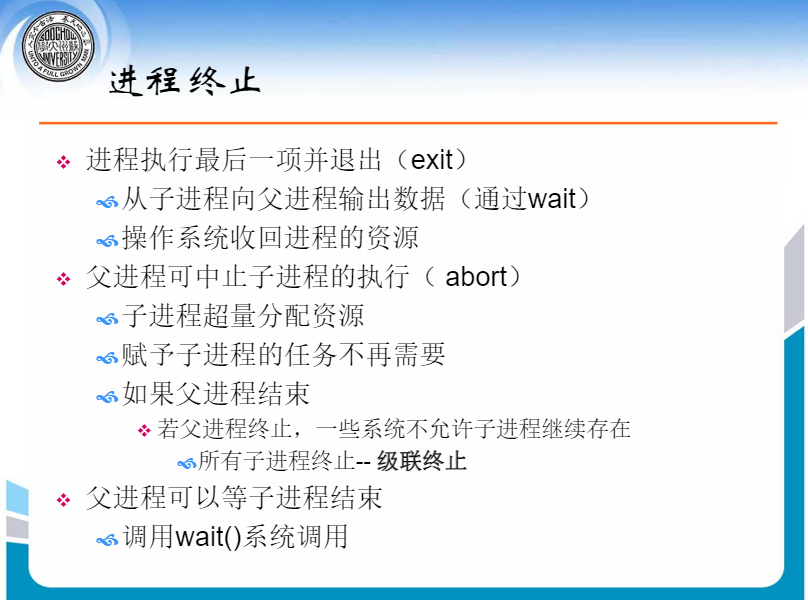 SOOCHOW
UNIVERSITY
UNTO A FULL GROWN MAN
进程终止
进程执行最后一项并退出（exit）
从子进程向父进程输出数据（通过wait）
操作系统收回进程的资源
父进程可中止子进程的执行（ abort）
子进程超量分配资源
赋予子进程的任务不再需要
如果父进程结束
若父进程终止，一些系统不允许子进程继续存在
所有子进程终止-- 级联终止
父进程可以等子进程结束
调用wait()系统调用